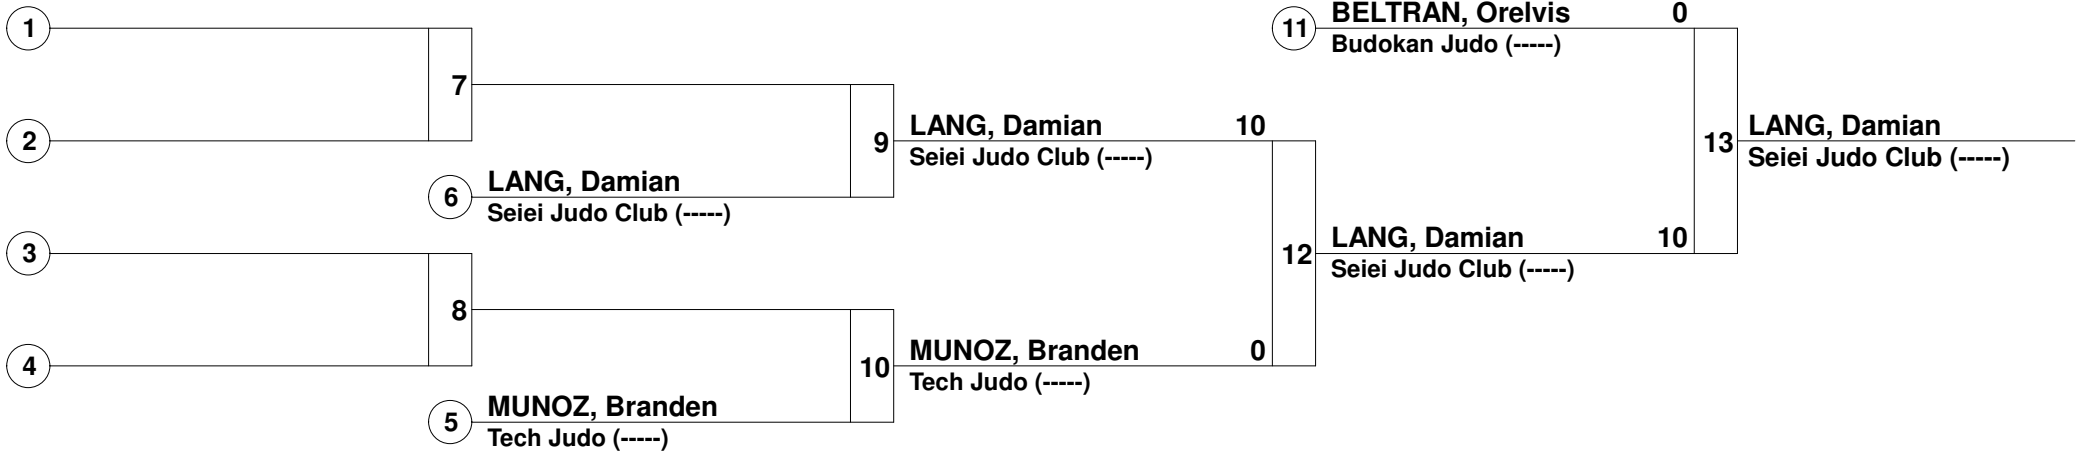 1
11
BELTRAN, Orelvis 0
Budokan Judo (-----)
7
2
9
LANG, Damian 10
Seiei Judo Club (-----)
13
LANG, Damian
Seiei Judo Club (-----)
6
LANG, Damian
Seiei Judo Club (-----)
3
12
LANG, Damian 10
Seiei Judo Club (-----)
8
4
10
MUNOZ, Branden 0
Tech Judo (-----)
5
MUNOZ, Branden
Tech Judo (-----)